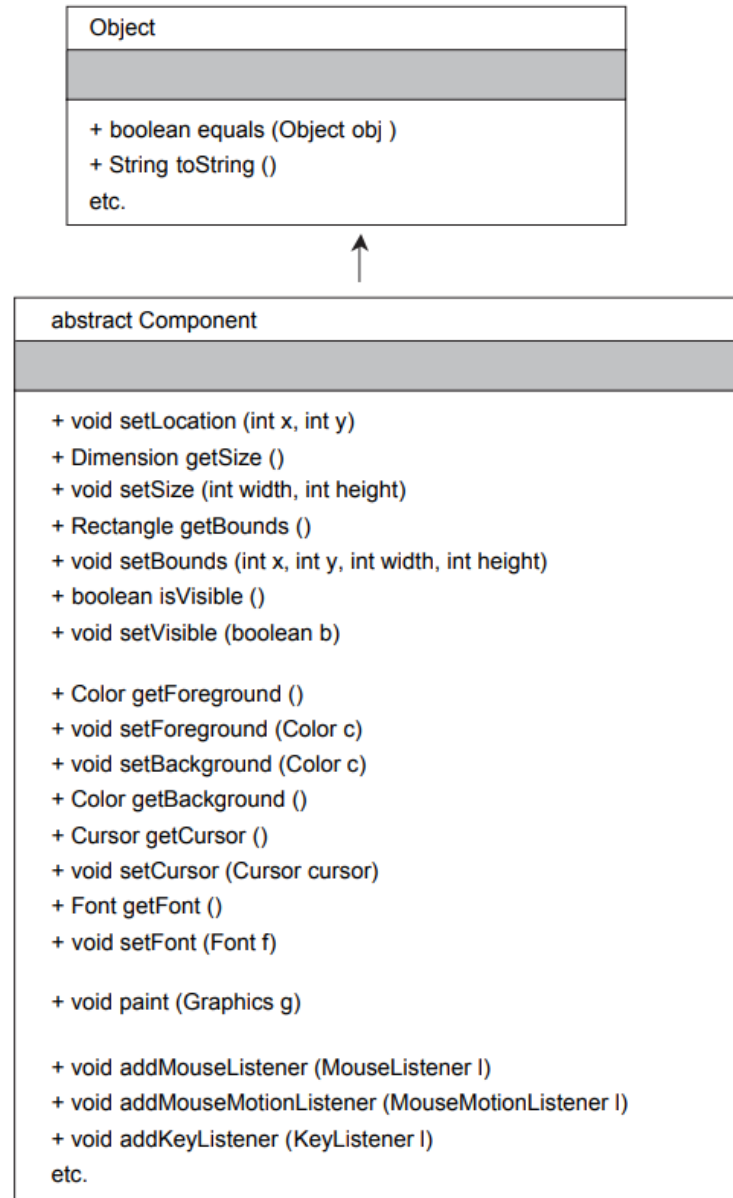 Object
+ boolean equals (Object obj )
+ String toString ()
etc.
abstract Component
+ void setLocation (int x, int y)
+ Dimension getSize ()
+ void setSize (int width, int height)
+ Rectangle getBounds ()
+ void setBounds (int x, int y, int width, int height)
+ boolean isVisible ()
+ void setVisible (boolean b)
+ Color getForeground ()
+ void setForeground (Color c)
+ void setBackground (Color c)
+ Color getBackground ()
+ Cursor getCursor ()
+ void setCursor (Cursor cursor)
+ Font getFont ()
+ void setFont (Font f)
+ void paint (Graphics g)
+ void addMouseListener (MouseListener l)
+ void addMouseMotionListener (MouseMotionListener l)
+ void addKeyListener (KeyListener l)
etc.